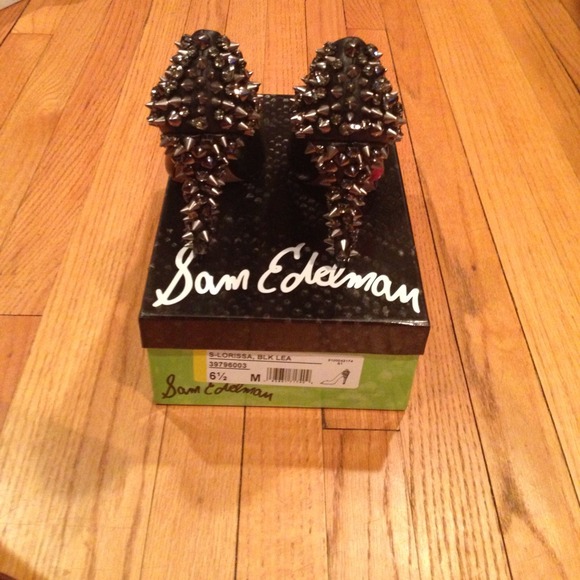 Sam Edelman
S-LORISSA, BLK LEA
39796003
6½ M
Sam Edelman